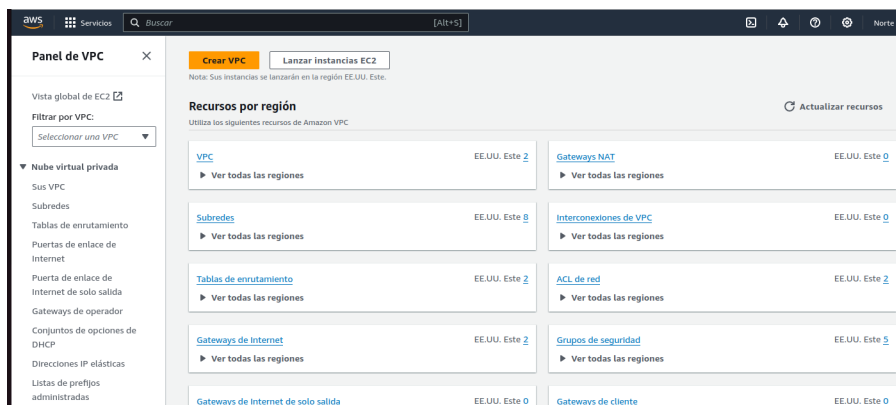 aws
Servicios
Buscar
[Alt+S]
Norte
Panel de VPC
Vista global de EC2
Filtrar por VPC:
Seleccionar una VPC
Nube virtual privada
Sus VPC
Subredes
Tablas de enrutamiento
Puertas de enlace de
Internet
Puerta de enlace de
Internet de solo salida
Gateways de operador
Conjuntos de opciones de
DHCP
Direcciones IP elásticas
Listas de prefijos
administradas
Crear VPC
Lanzar instancias EC2
Nota: Sus instancias se lanzarán en la región EE.UU. Este.
Recursos por región
Actualizar recursos
Utiliza los siguientes recursos de Amazon VPC
VPC EE.UU. Este 2
Ver todas las regiones
Gateways NAT EE.UU. Este 0
Ver todas las regiones
Subredes EE.UU. Este 8
Ver todas las regiones
Interconexiones de VPC EE.UU. Este 0
Ver todas las regiones
Tablas de enrutamiento EE.UU. Este 2
Ver todas las regiones
ACL de red EE.UU. Este 2
Ver todas las regiones
Gateways de Internet EE.UU. Este 2
Ver todas las regiones
Grupos de seguridad EE.UU. Este 5
Ver todas las regiones
Gateways de Internet de solo salida EE.UU. Este 0
Gateways de cliente EE.UU. Este 0